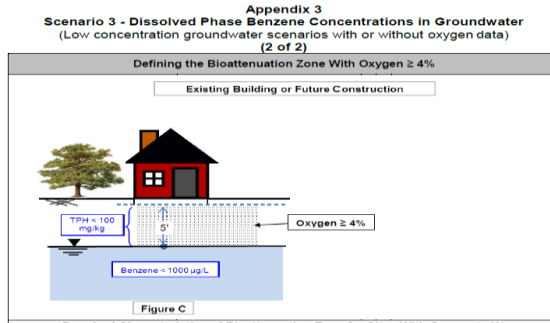 Appendix 3
Scenario 3 - Dissolved Phase Benzene Concentrations in Groundwater
(Low concentration groundwater scenarios with or without oxygen data)
(2 of 2)
Defining the Bioattenuation Zone With Oxygen ≥ 4%
Existing Building or Future Construction
TPH < 100
mg/kg
5'
Oxygen ≥ 4%
Benzene < 1000 µg/L
Figure C